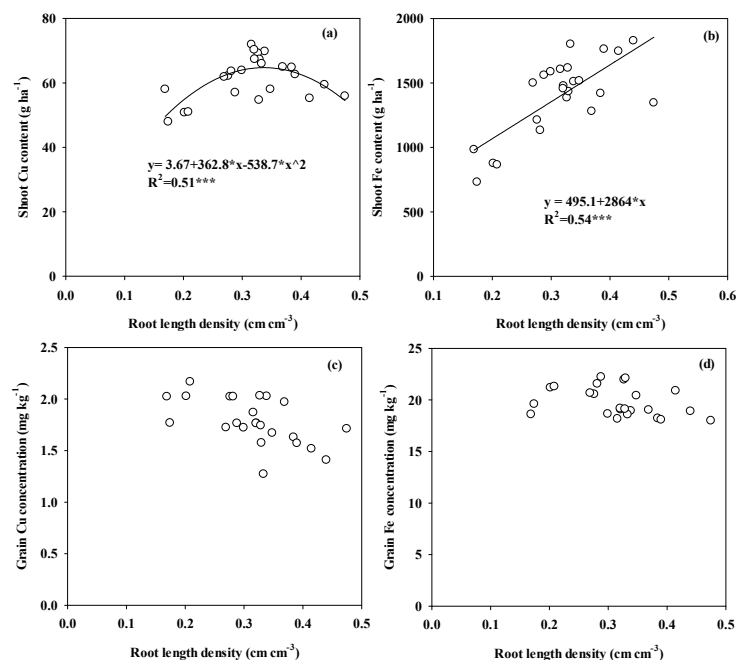 (a)
Shoot Cu content (g ha⁻¹)
80
60
40
20
0
y= 3.67+362.8*x-538.7*x^2
R²=0.51***
0.0 0.1 0.2 0.3 0.4 0.5
Root length density (cm cm⁻³)
(b)
Shoot Fe content (g ha⁻¹)
2000
1500
1000
500
0
y = 495.1+2864*x
R²=0.54***
0.1 0.2 0.3 0.4 0.5 0.6
Root length density (cm cm⁻³)
(c)
Grain Cu concentration (mg kg⁻¹)
2.5
2.0
1.5
1.0
0.5
0.0
0.0 0.1 0.2 0.3 0.4 0.5
Root length density (cm cm⁻³)
(d)
Grain Fe concentration (mg kg⁻¹)
25
20
15
10
5
0
0.0 0.1 0.2 0.3 0.4 0.5
Root length density (cm cm⁻³)